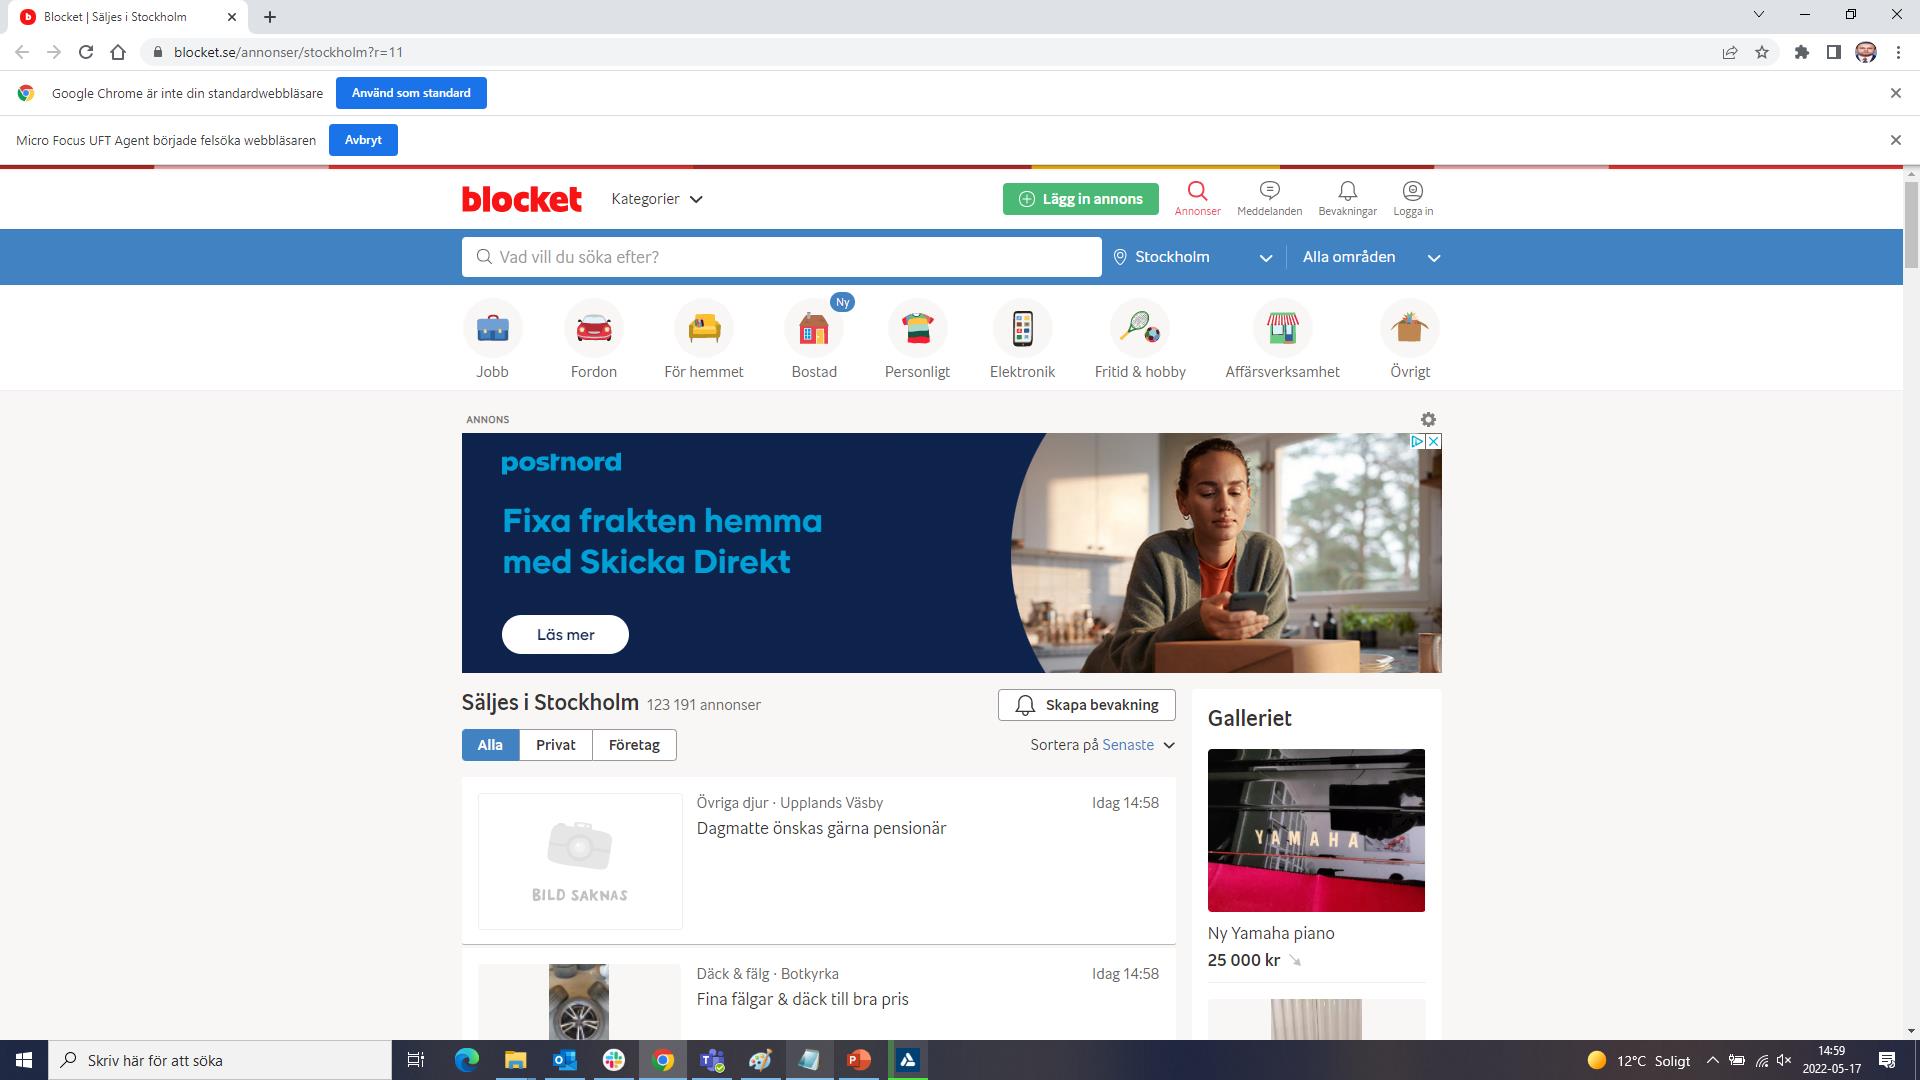 Blocket | Säljes i Stockholm
blocket.se/annonser/stockholm?r=11
Google Chrome är inte din standardwebbläsare
Använd som standard
Micro Focus UFT Agent började felsöka webbläsaren
Avbryt
blocket
Kategorier
Lägg in annons
Annonser
Meddelanden
Bevakningar
Logga in
Vad vill du söka efter?
Stockholm
Alla områden
Ny
Jobb
Fordon
För hemmet
Bostad
Personligt
Elektronik
Fritid & hobby
Affärsverksamhet
Övrigt
ANNONS
postnord
Fixa frakten hemma
med Skicka Direkt
Läs mer
Säljes i Stockholm 123 191 annonser
Skapa bevakning
Alla
Privat
Företag
Sortera på Senaste
Övriga djur · Upplands Väsby
Idag 14:58
Dagmatte önskas gärna pensionär
BILD SAKNAS
Däck & fälg · Botkyrka
Idag 14:58
Fina fälgar & däck till bra pris
Galleriet
YAMAHA
Ny Yamaha piano
25 000 kr
Skriv här för att söka
12°C Soligt
14:59
2022-05-17